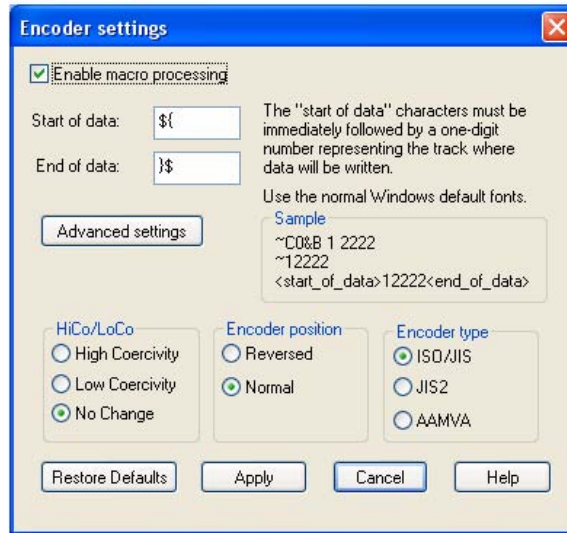 Encoder settings
Enable macro processing
Start of data:
${
End of data:
}$
The "start of data" characters must be
immediately followed by a one-digit
number representing the track where
data will be written.
Use the normal Windows default fonts.
Advanced settings
Sample
~C0&B 1 2222
~12222
<start_of_data>12222<end_of_data>
HiCo/LoCo
High Coercivity
Low Coercivity
No Change
Encoder position
Reversed
Normal
Encoder type
ISO/JIS
JIS2
AAMVA
Restore Defaults
Apply
Cancel
Help